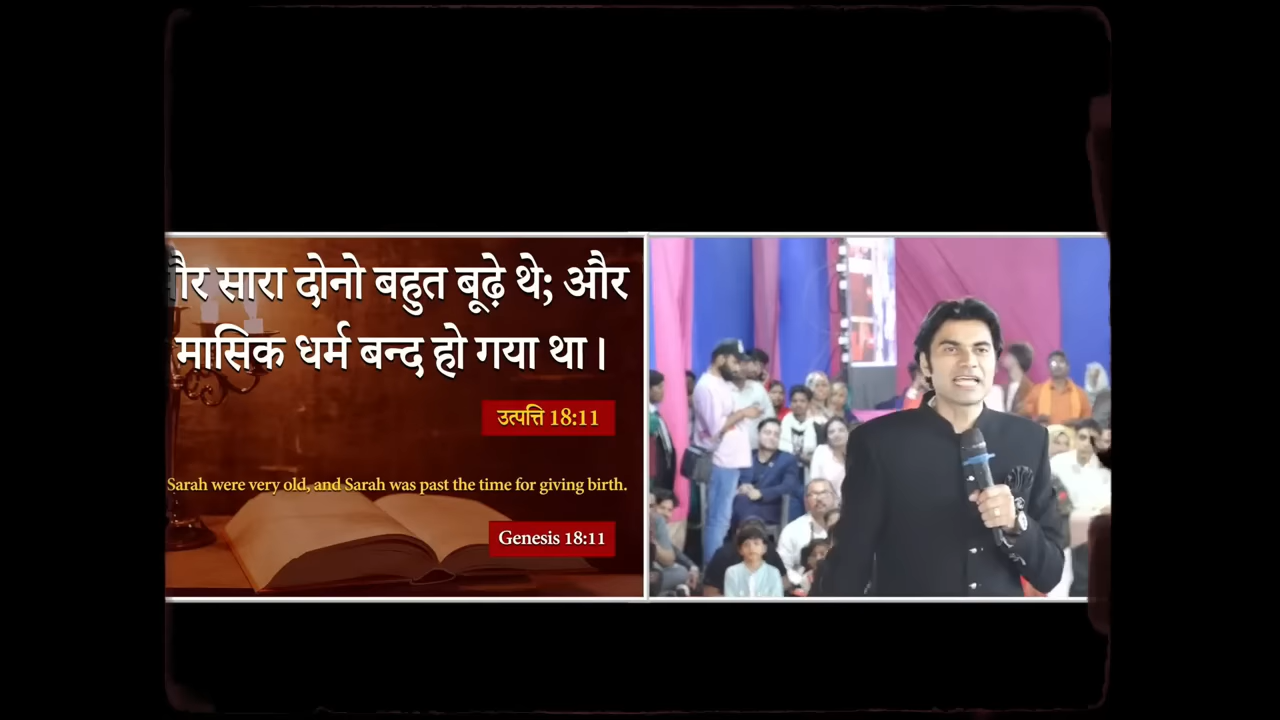 सारा दोनो बहुत बूढ़े थे; और
मासिक धर्म बन्द हो गया था।
उत्पत्ति 18:11
Sarah were very old, and Sarah was past the time for giving birth.
Genesis 18:11